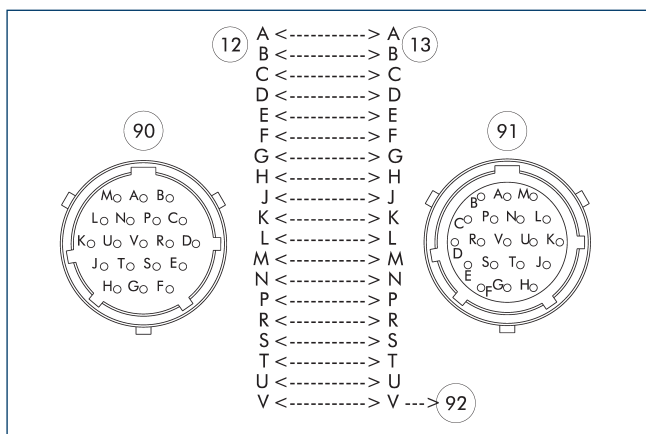 12 A <-----------> A 13
B <-----------> B
C <-----------> C
D <-----------> D
E <-----------> E
F <-----------> F
G <-----------> G
H <-----------> H
J <-----------> J
K <-----------> K
L <-----------> L
M <-----------> M
N <-----------> N
P <-----------> P
R <-----------> R
S <-----------> S
T <-----------> T
U <-----------> U
V <-----------> V ---> 92
90
M A B
L N P C
K U V R D
J T S E
H G F
91
B A M
C P N L
D R V U K
E S T J
F G H